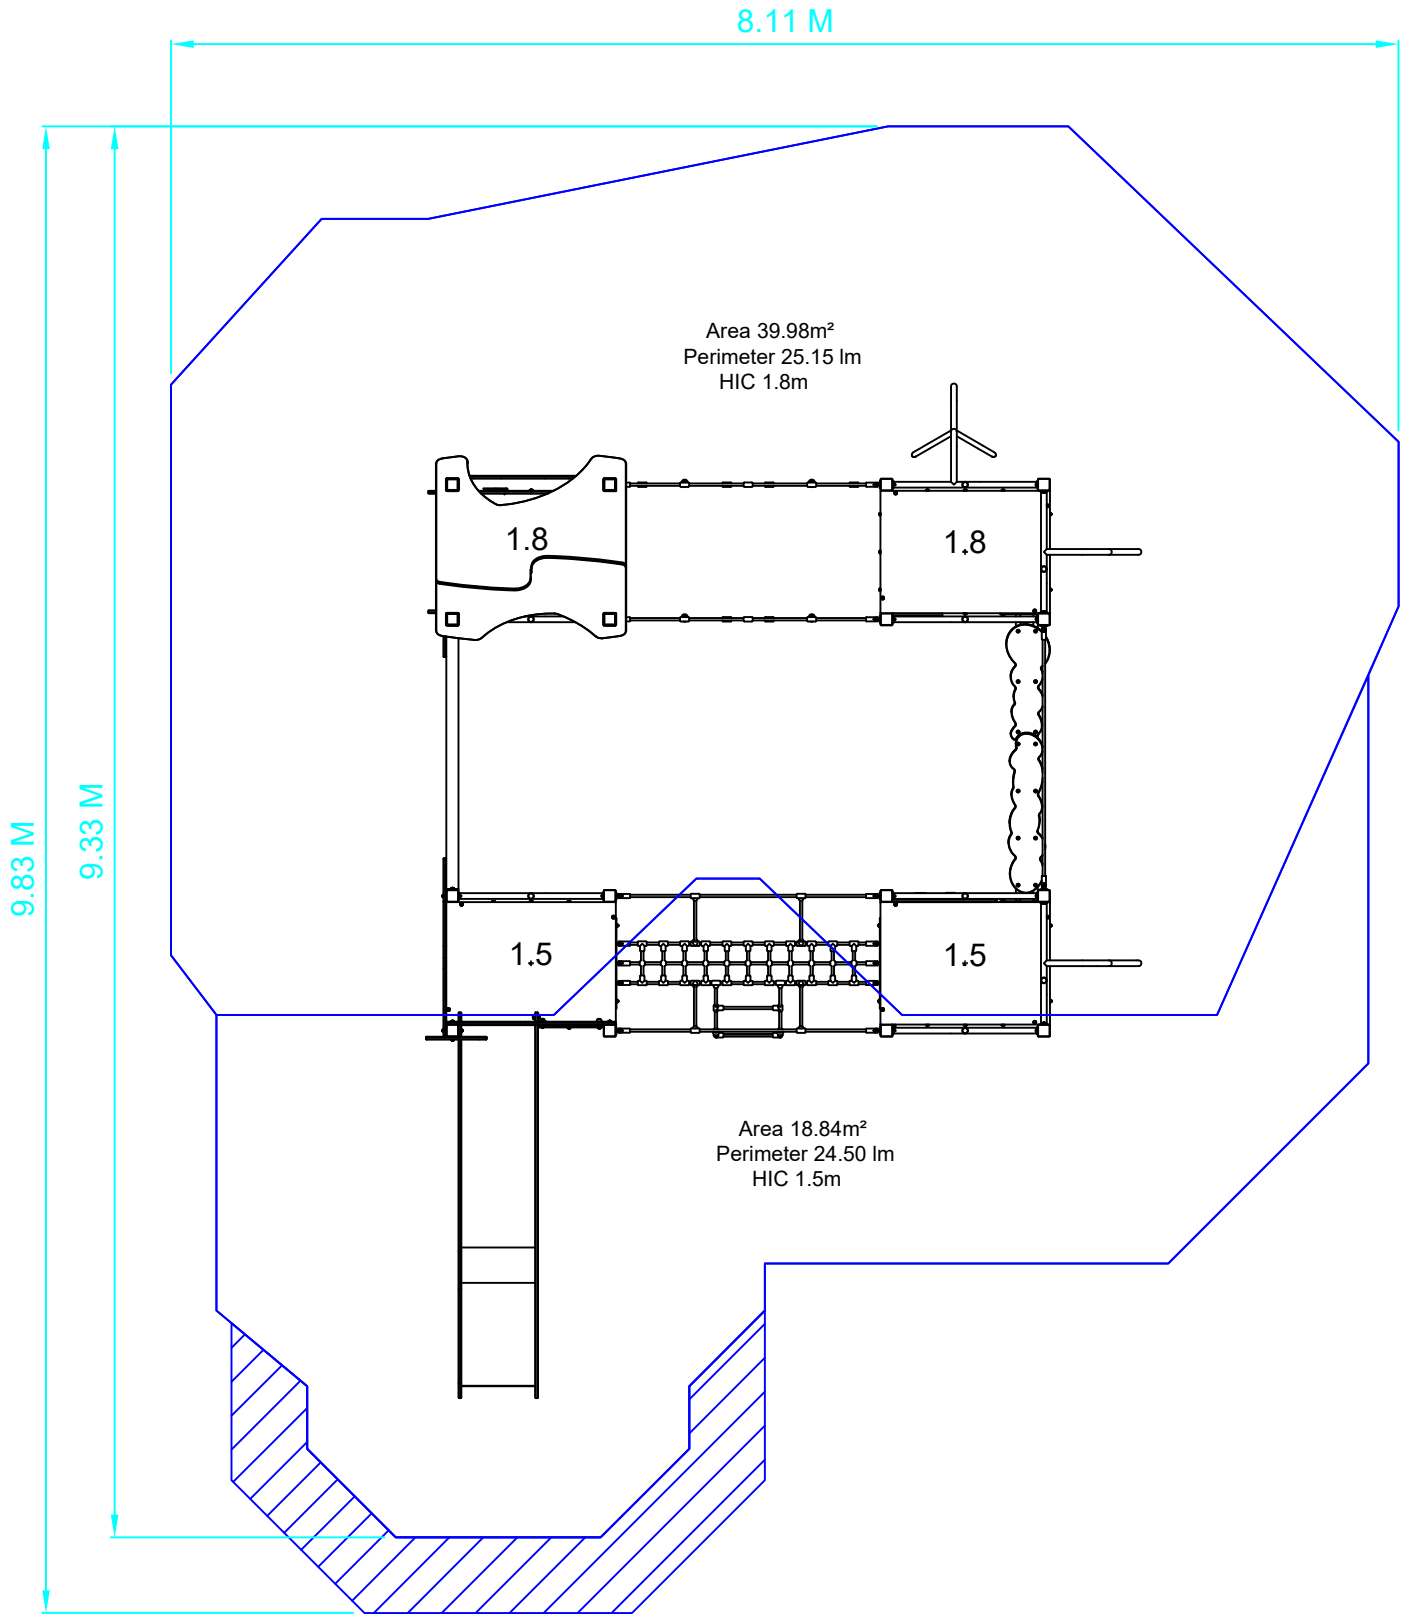 8.11 M
Area 39.98m²
Perimeter 25.15 lm
HIC 1.8m
1.8
1.8
9.83 M
9.33 M
1.5
1.5
Area 18.84m²
Perimeter 24.50 lm
HIC 1.5m